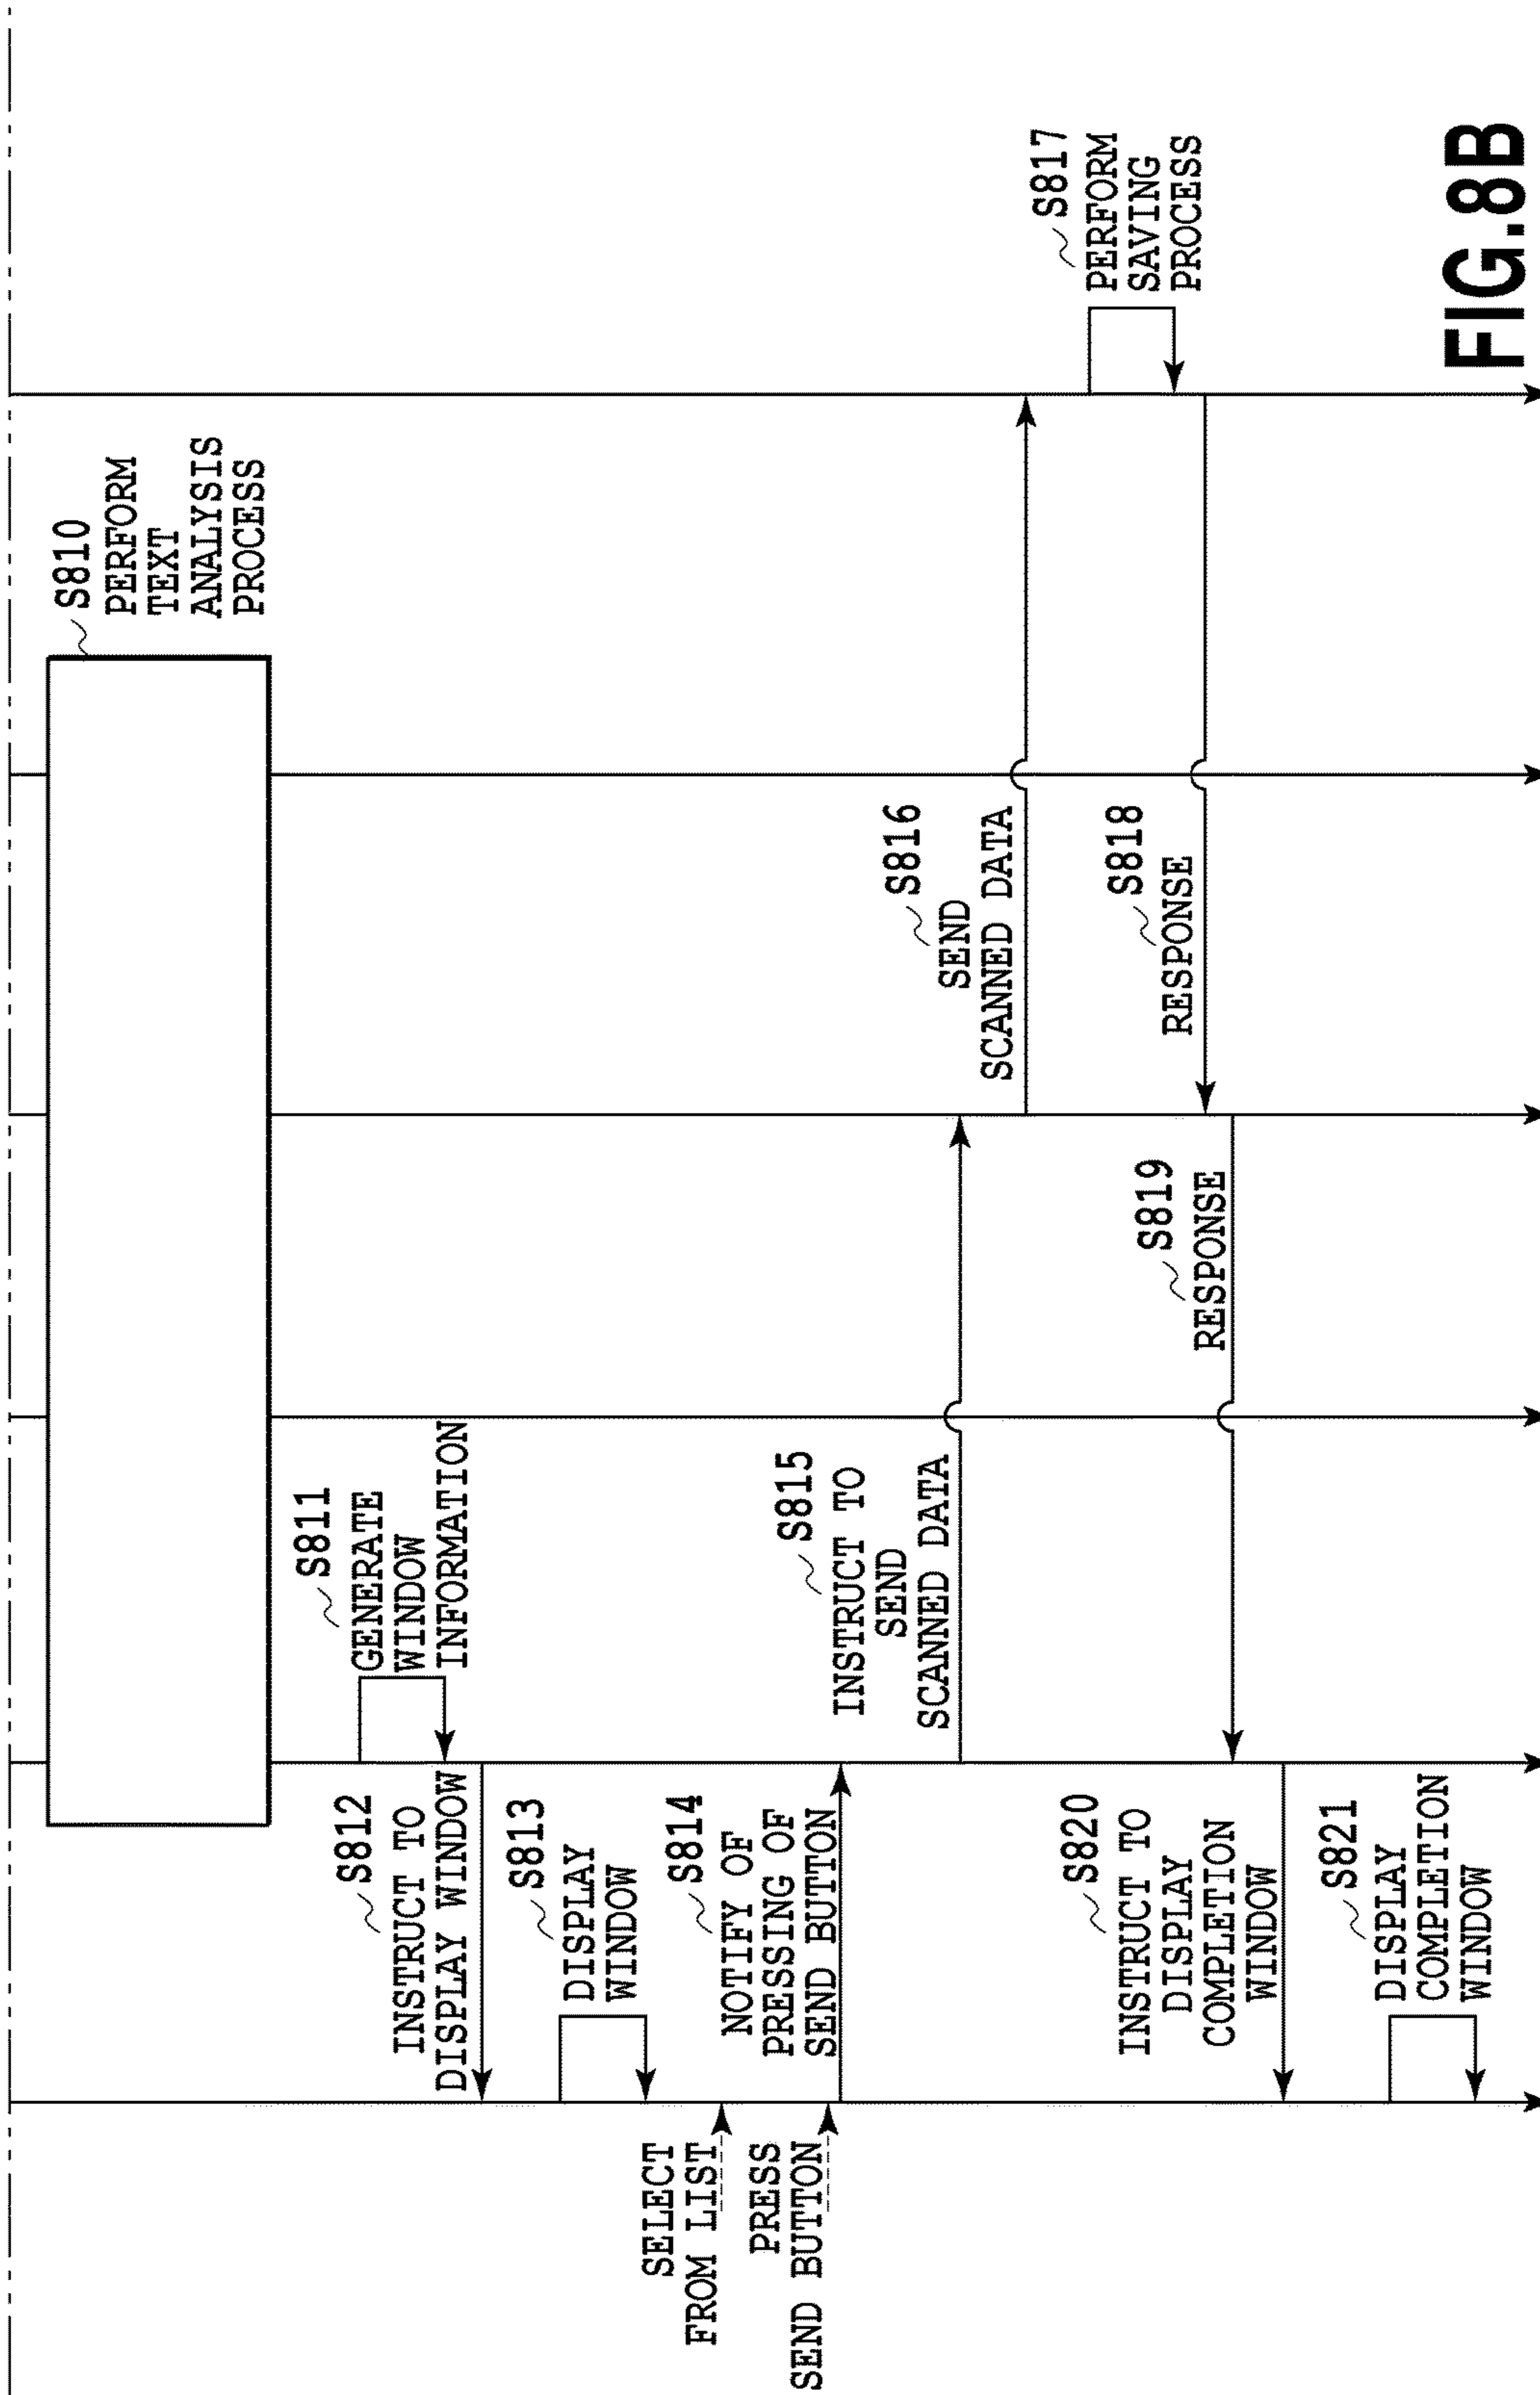 S810
PERFORM
TEXT
ANALYSIS
PROCESS
S811
GENERATE
WINDOW
INFORMATION
S812
INSTRUCT TO
DISPLAY WINDOW
S813
DISPLAY
WINDOW
SELECT
FROM LIST
S814
NOTIFY OF
PRESSING OF
SEND BUTTON
PRESS
SEND BUTTON
S815
INSTRUCT TO
SEND
SCANNED DATA
S816
SEND
SCANNED DATA
S817
PERFORM
SAVING
PROCESS
S818
RESPONSE
S819
RESPONSE
S820
INSTRUCT TO
DISPLAY
COMPLETION
WINDOW
S821
DISPLAY
COMPLETION
WINDOW
FIG.8B